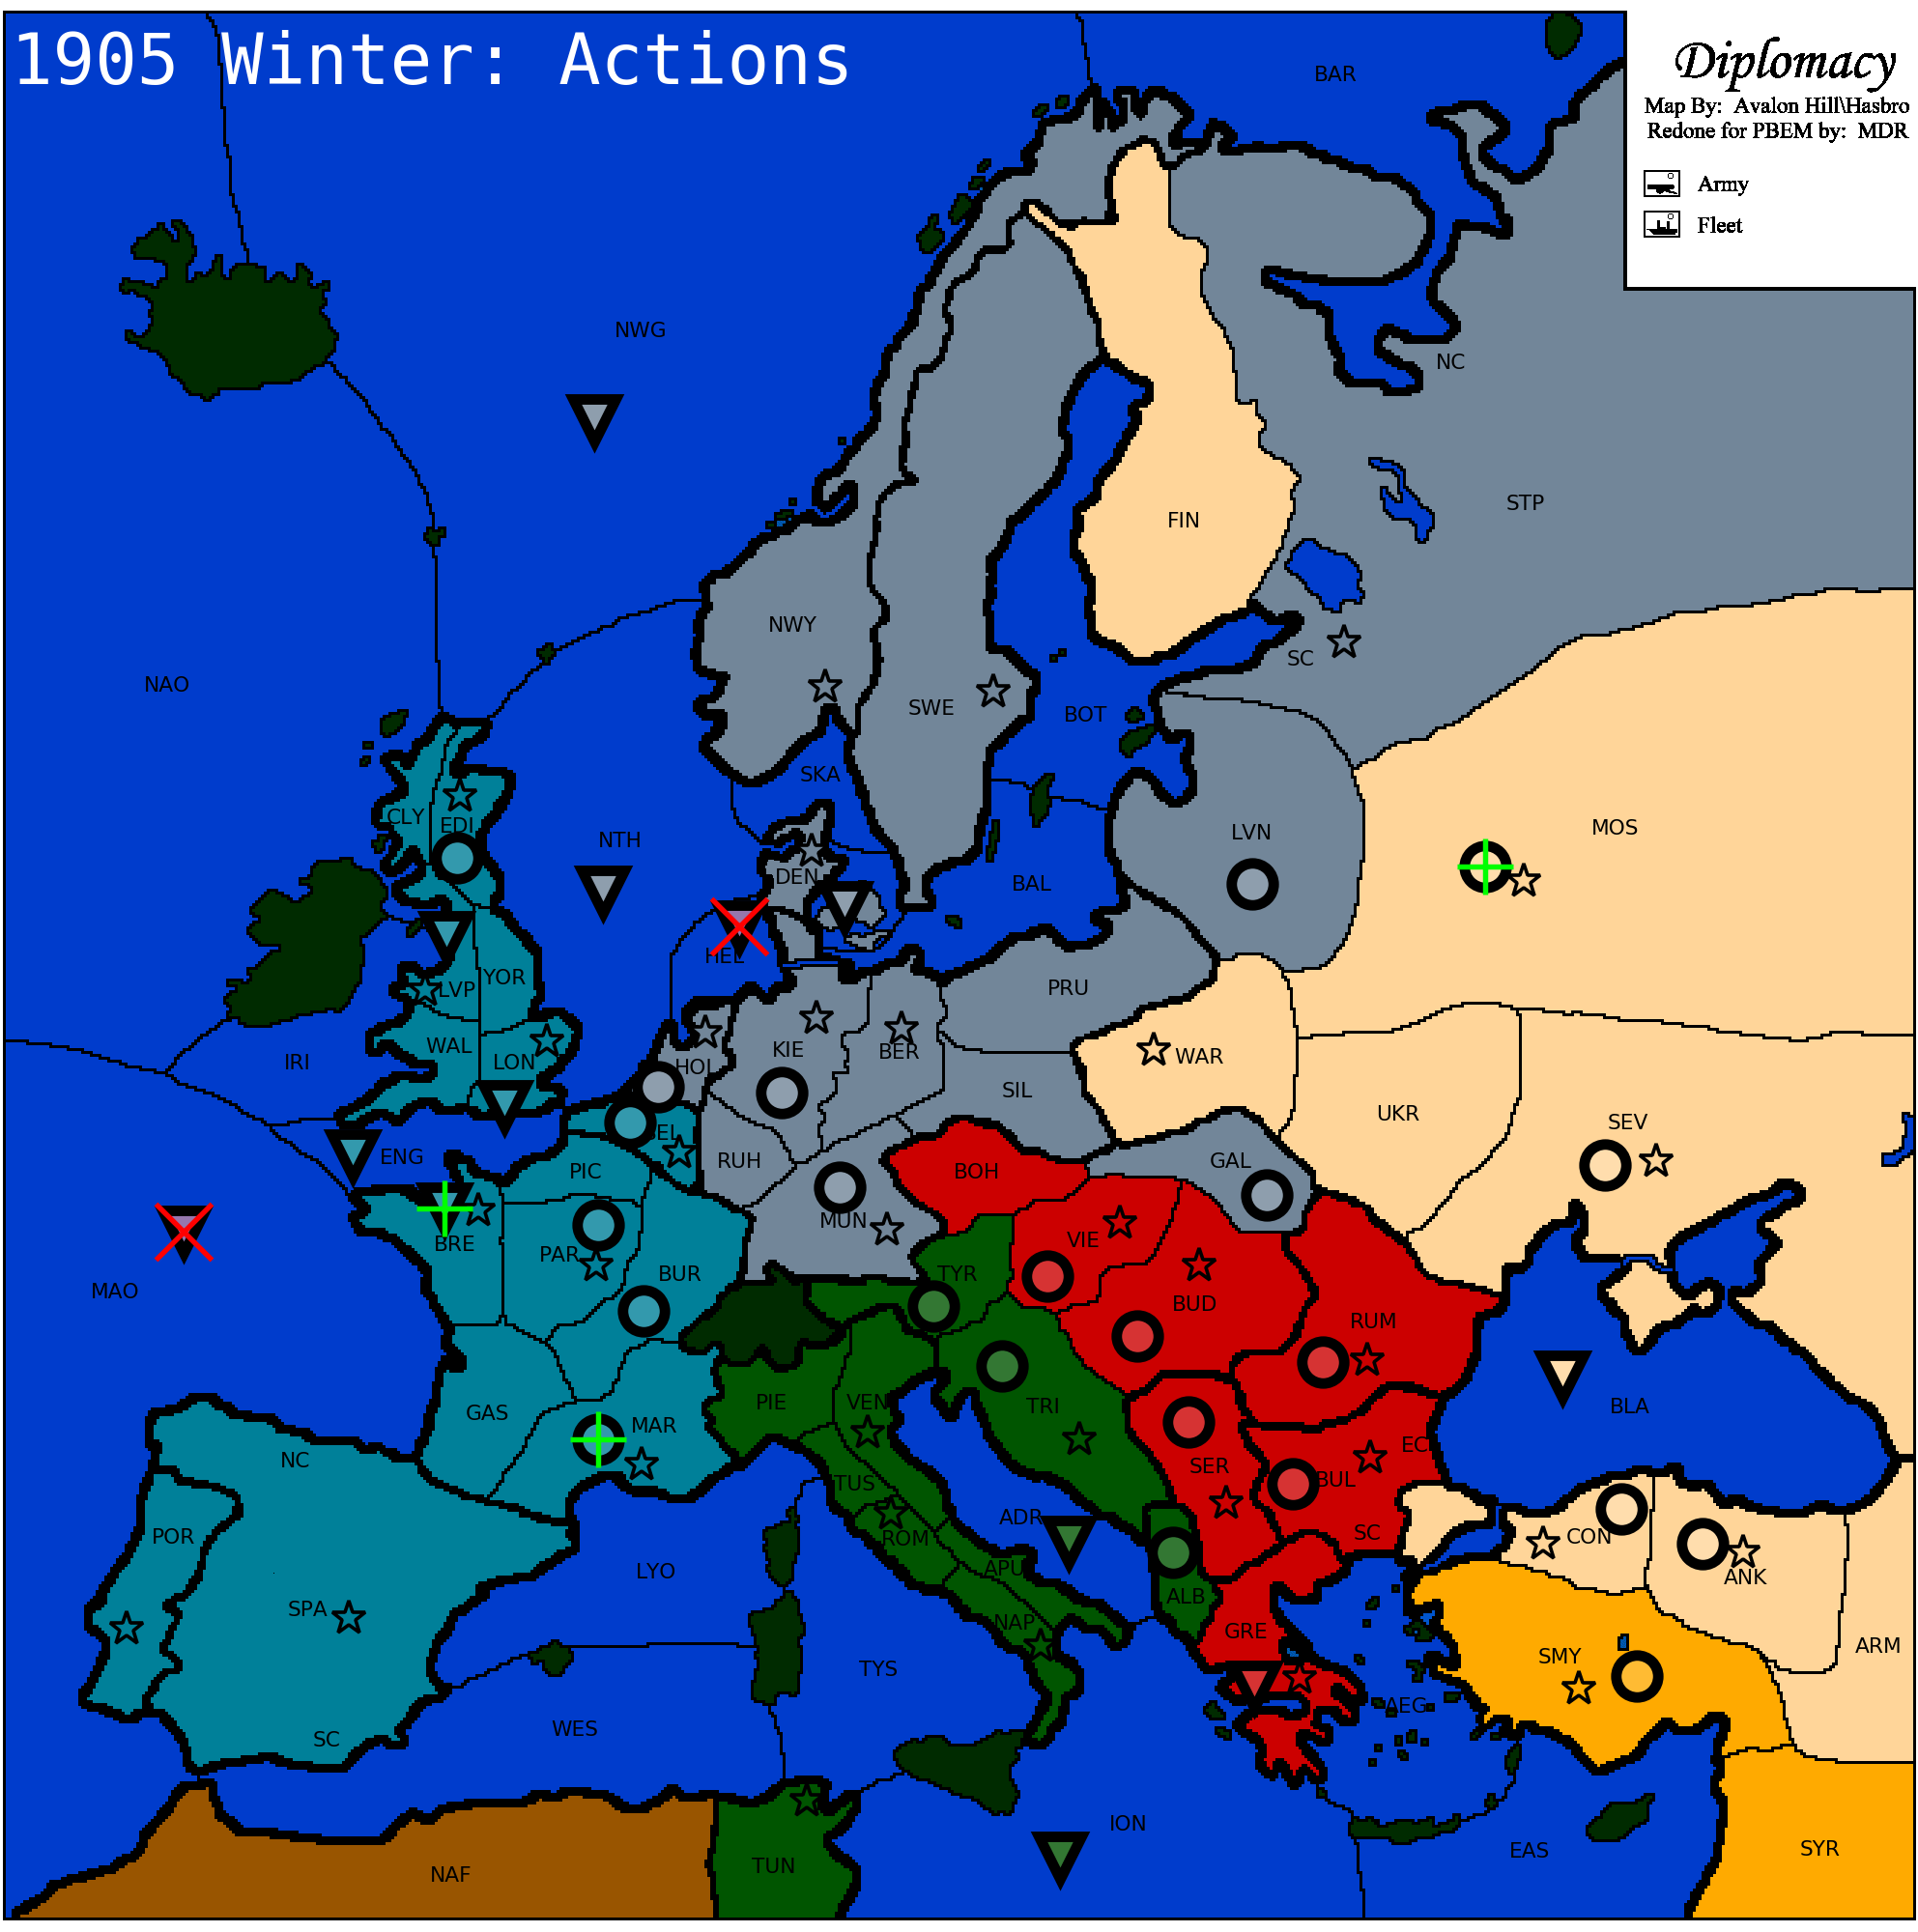 1905 Winter: Actions
Diplomacy
Map By: Avalon Hill\Hasbro
Redone for PBEM by: MDR
Army
Fleet
BAR
NWG
NC
STP
FIN
NWY
SC
NAO
SWE
BOT
SKA
CLY
EDI
NTH
LVN
MOS
DEN
BAL
HEL
YOR
LVP
PRU
WAL
LON
IRI
HOL
KIE
BER
WAR
SIL
UKR
SEV
BEL
ENG
PIC
RUH
BOH
GAL
MUN
BRE
PAR
BUR
VIE
TYR
MAO
BUD
RUM
GAS
MAR
PIE
VEN
TRI
BLA
NC
TUS
SER
BUL
EC
POR
ROM
ADR
SC
CON
LYO
APU
ANK
SPA
ALB
NAP
GRE
SMY
ARM
TYS
AEG
WES
SC
ION
EAS
SYR
NAF
TUN